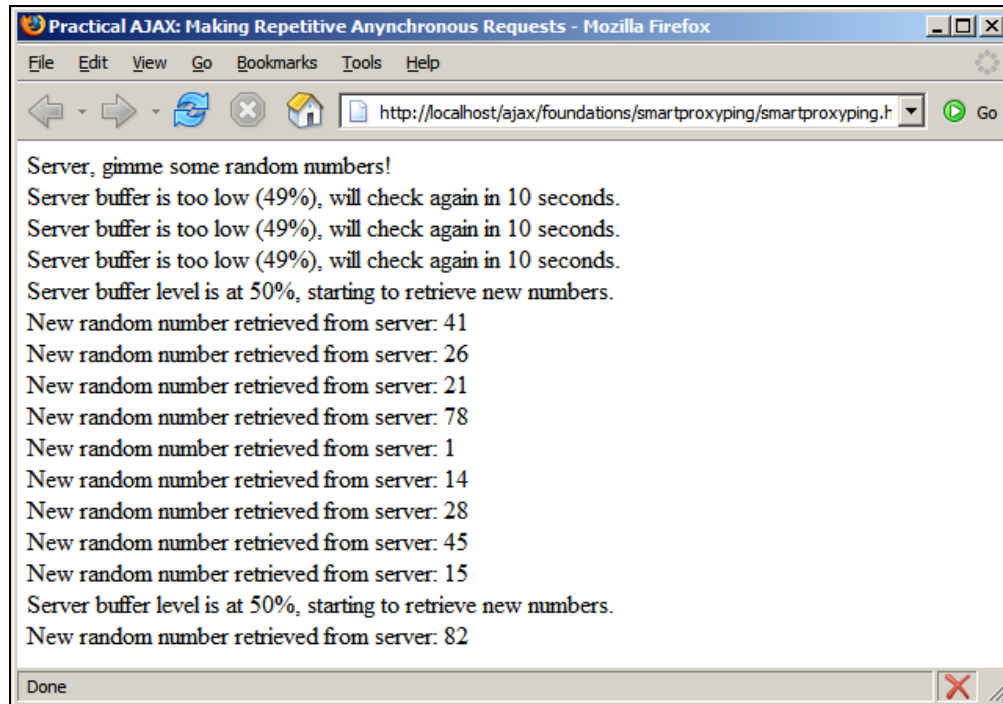 Practical AJAX: Making Repetitive Anynchronous Requests - Mozilla Firefox
File Edit View Go Bookmarks Tools Help
http://localhost/ajax/foundations/smartproxyping/smartproxyping.h Go
Server, gimme some random numbers!
Server buffer is too low (49%), will check again in 10 seconds.
Server buffer is too low (49%), will check again in 10 seconds.
Server buffer is too low (49%), will check again in 10 seconds.
Server buffer level is at 50%, starting to retrieve new numbers.
New random number retrieved from server: 41
New random number retrieved from server: 26
New random number retrieved from server: 21
New random number retrieved from server: 78
New random number retrieved from server: 1
New random number retrieved from server: 14
New random number retrieved from server: 28
New random number retrieved from server: 45
New random number retrieved from server: 15
Server buffer level is at 50%, starting to retrieve new numbers.
New random number retrieved from server: 82
Done